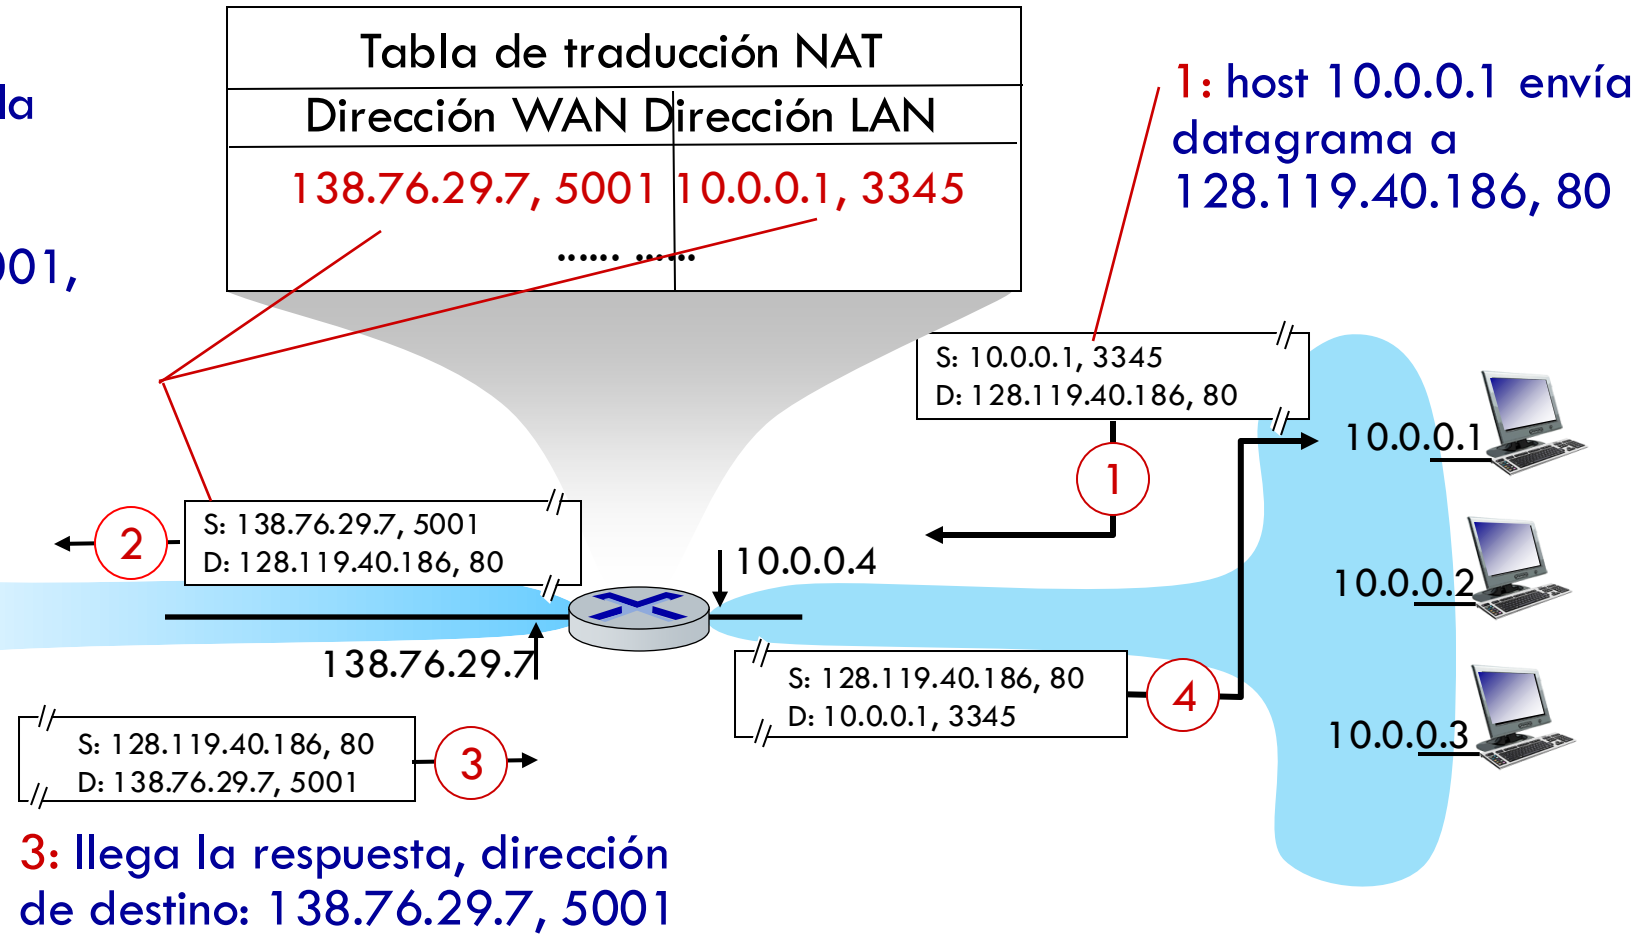 la
001,
Tabla de traducción NAT
Dirección WAN Dirección LAN
138.76.29.7, 5001 10.0.0.1, 3345
...... ......
1: host 10.0.0.1 envía
datagrama a
128.119.40.186, 80
S: 10.0.0.1, 3345
D: 128.119.40.186, 80
1
10.0.0.1
2
S: 138.76.29.7, 5001
D: 128.119.40.186, 80
10.0.0.4
10.0.0.2
138.76.29.7
S: 128.119.40.186, 80
D: 10.0.0.1, 3345
4
10.0.0.3
S: 128.119.40.186, 80
D: 138.76.29.7, 5001
3
3: llega la respuesta, dirección
de destino: 138.76.29.7, 5001